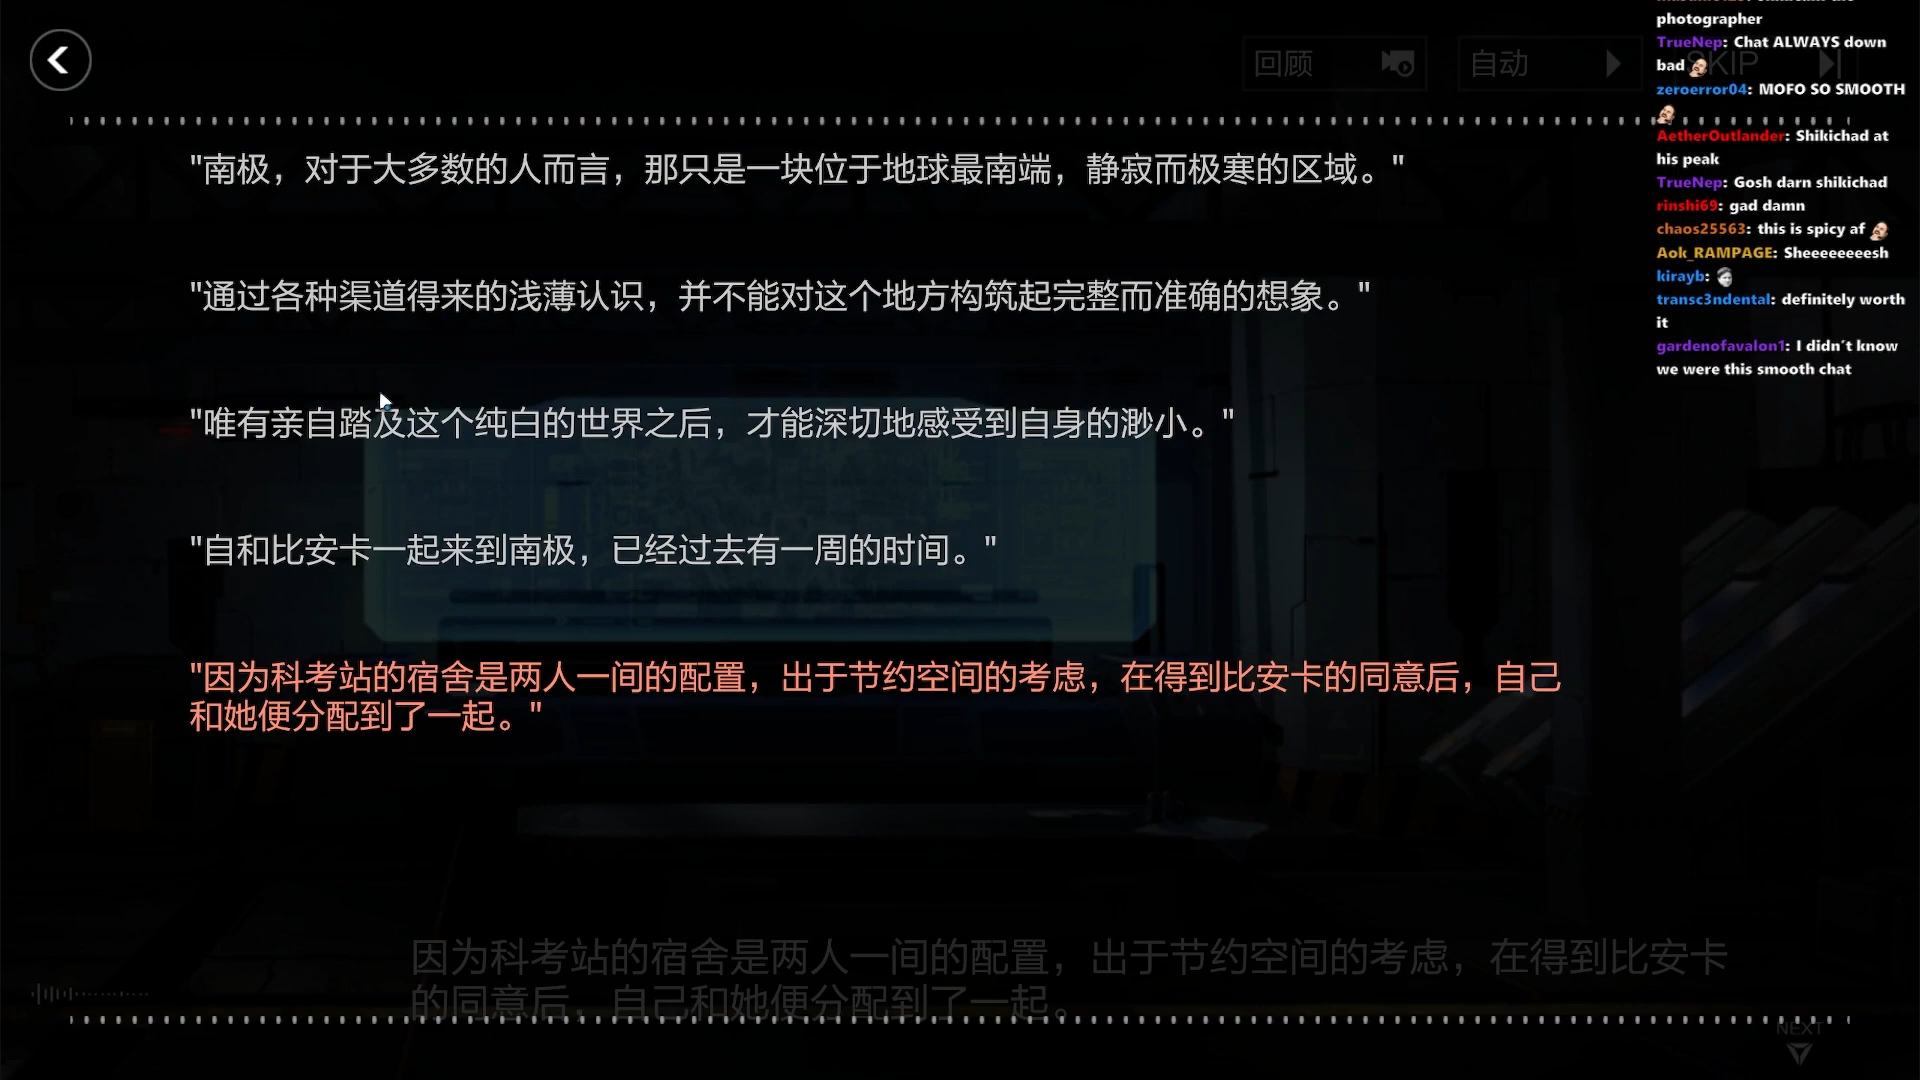 回顾
自动
SKIP
"南极，对于大多数的人而言，那只是一块位于地球最南端，静寂而极寒的区域。"
"通过各种渠道得来的浅薄认识，并不能对这个地方构筑起完整而准确的想象。"
"唯有亲自踏及这个纯白的世界之后，才能深切地感受到自身的渺小。"
"自和比安卡一起来到南极，已经过去有一周的时间。"
"因为科考站的宿舍是两人一间的配置，出于节约空间的考虑，在得到比安卡的同意后，自己
和她便分配到了一起。"
因为科考站的宿舍是两人一间的配置，出于节约空间的考虑，在得到比安卡
的同意后，自己和她便分配到了一起。
NEXT
photographer
TrueNep: Chat ALWAYS down
bad
zeroerror04: MOFO SO SMOOTH
AetherOutlander: Shikichad at
his peak
TrueNep: Gosh darn shikichad
rinshi69: gad damn
chaos25563: this is spicy af
Aok_RAMPAGE: Sheeeeeeesh
kirayb:
transc3ndental: definitely worth
it
gardenofavalon1: I didn't know
we were this smooth chat